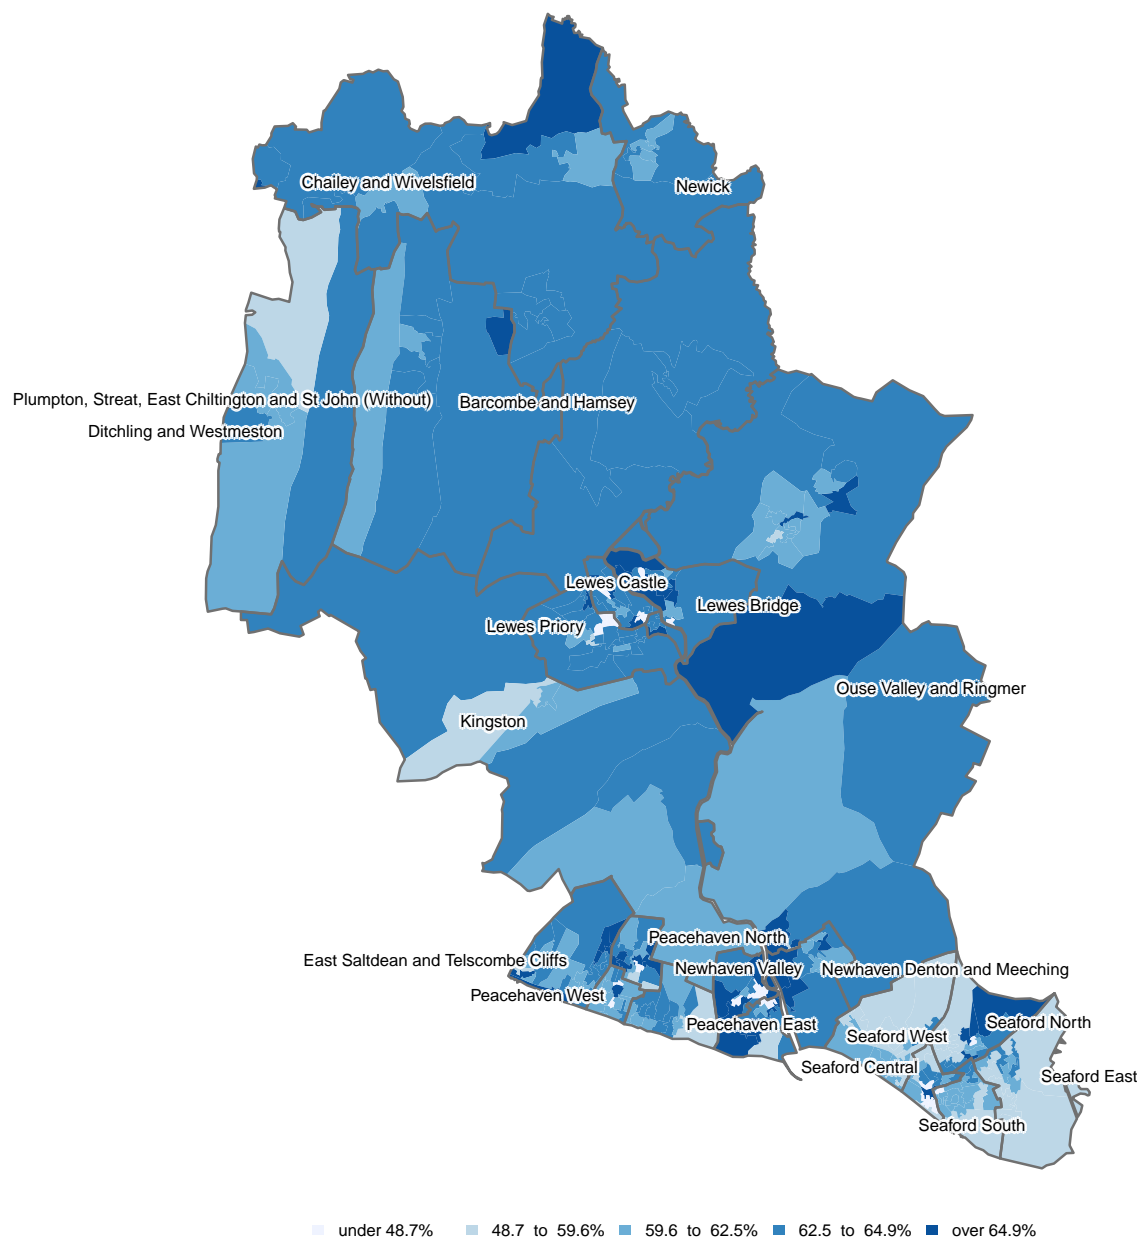 Chailey and Wivelsfield
Newick
Plumpton, Streat, East Chiltington and St John (Without)
Barcombe and Hamsey
Ditchling and Westmeston
Lewes Castle
Lewes Bridge
Lewes Priory
Ouse Valley and Ringmer
Kingston
Peacehaven North
East Saltdean and Telscombe Cliffs
Newhaven Valley
Newhaven Denton and Meeching
Peacehaven West
Peacehaven East
Seaford North
Seaford West
Seaford Central
Seaford East
Seaford South
under 48.7%
48.7 to 59.6%
59.6 to 62.5%
62.5 to 64.9%
over 64.9%